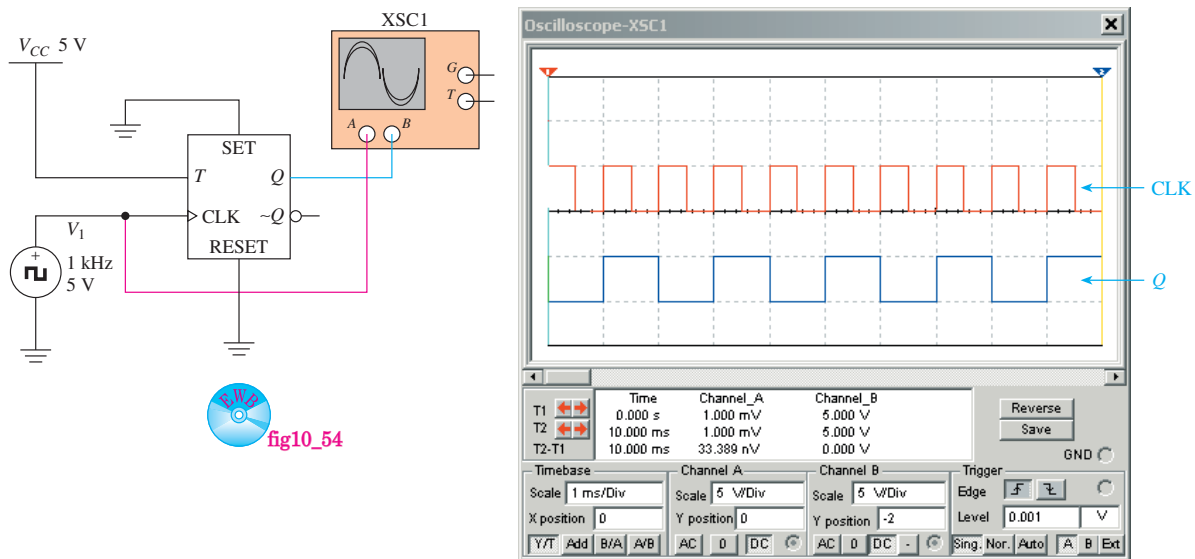 XSC1
V_CC 5 V
G
T
A
B
SET
T
Q
CLK
~Q
RESET
V_1
+
1 kHz
5 V
EWB
fig10_54
Oscilloscope-XSC1
1
2
CLK
Q
Time Channel_A Channel_B
T1 0.000 s 1.000 mV 5.000 V
T2 10.000 ms 1.000 mV 5.000 V
T2-T1 10.000 ms 33.389 nV 0.000 V
Reverse
Save
GND
Timebase
Scale 1 ms/Div
X position 0
Y/T Add B/A A/B
Channel A
Scale 5 V/Div
Y position 0
AC 0 DC
Channel B
Scale 5 V/Div
Y position -2
AC 0 DC -
Trigger
Edge
Level 0.001 V
Sing. Nor. Auto A B Ext